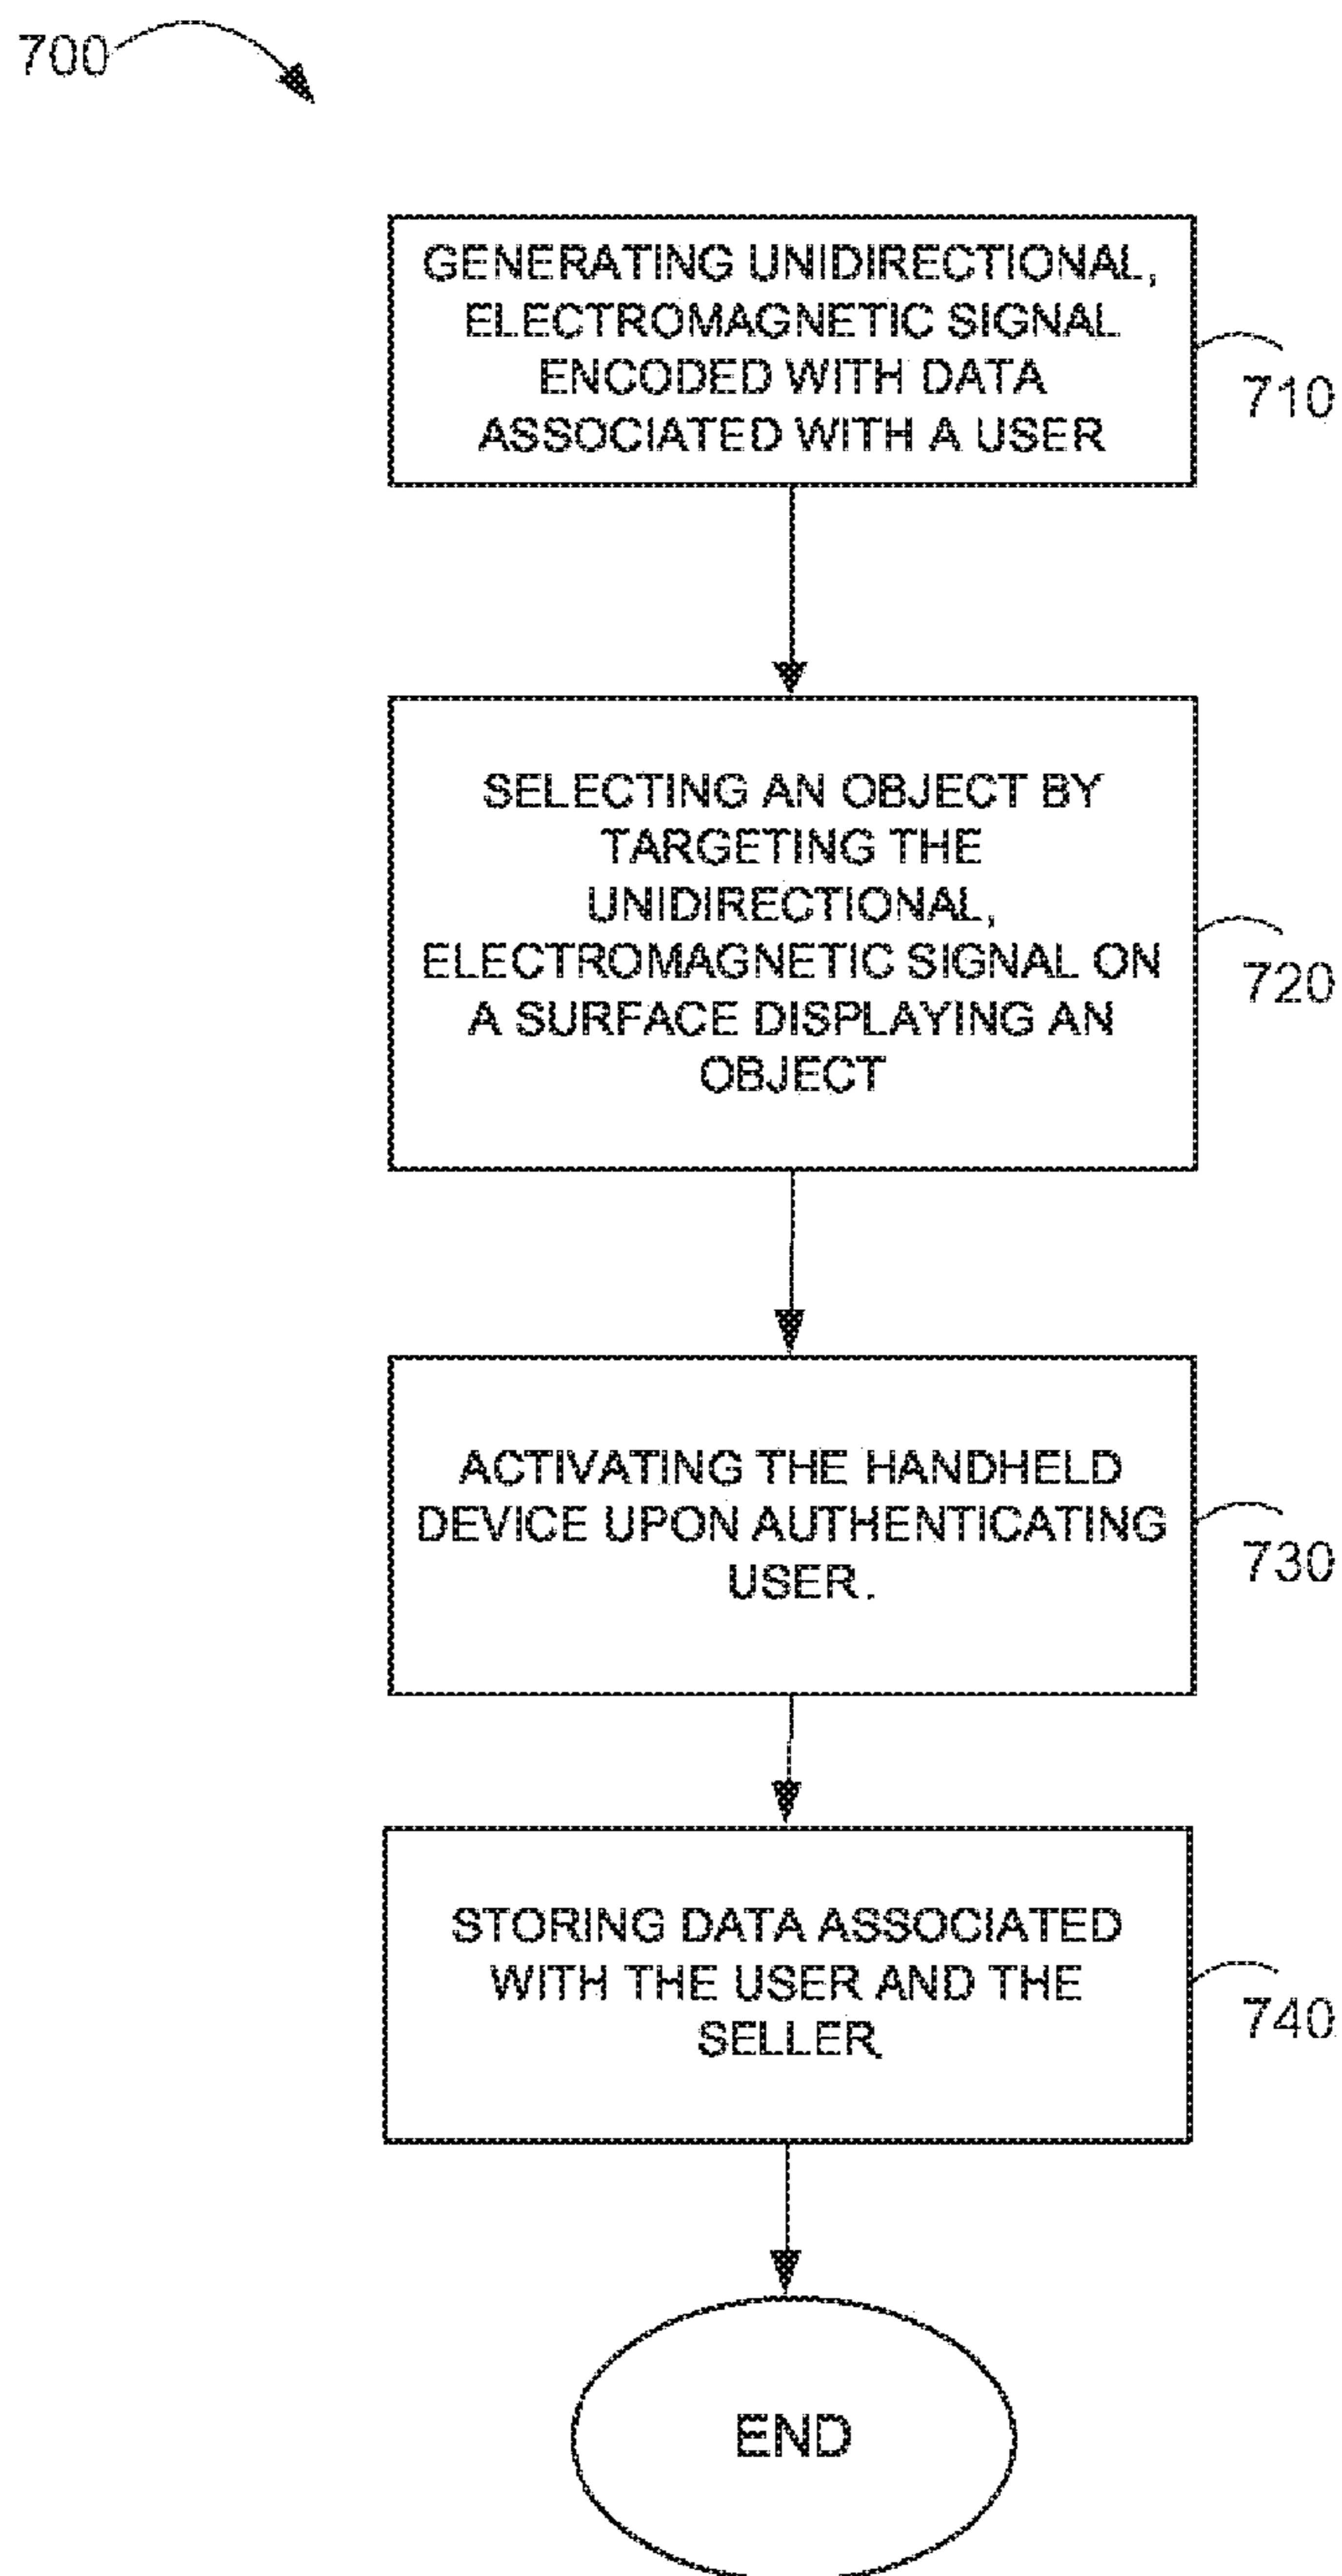 700
GENERATING UNIDIRECTIONAL,
ELECTROMAGNETIC SIGNAL
ENCODED WITH DATA
ASSOCIATED WITH A USER
710
SELECTING AN OBJECT BY
TARGETING THE
UNIDIRECTIONAL,
ELECTROMAGNETIC SIGNAL ON
A SURFACE DISPLAYING AN
OBJECT
720
ACTIVATING THE HANDHELD
DEVICE UPON AUTHENTICATING
USER.
730
STORING DATA ASSOCIATED
WITH THE USER AND THE
SELLER
740
END